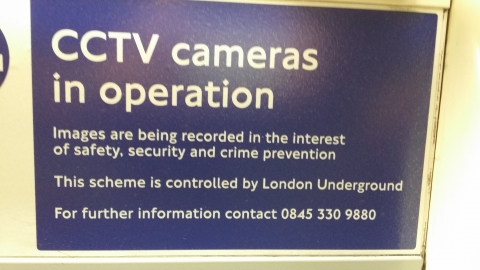 CCTV cameras
in operation
Images are being recorded in the interest
of safety, security and crime prevention
This scheme is controlled by London Underground
For further information contact 0845 330 9880